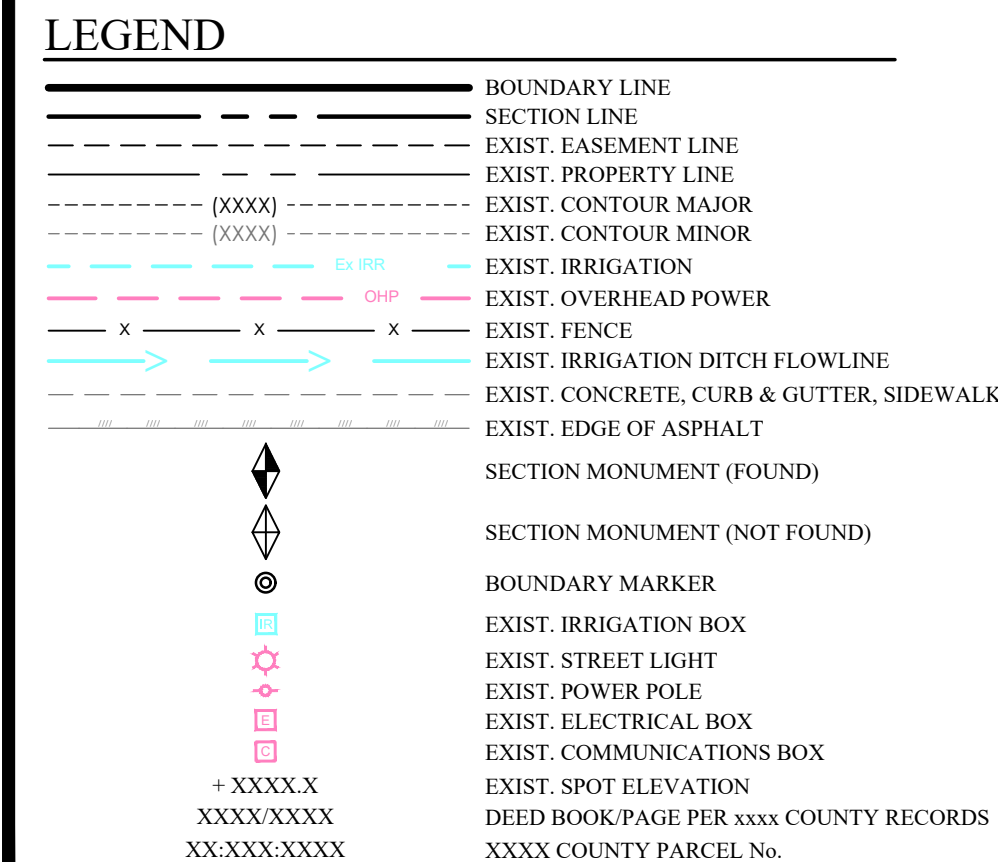 LEGEND
BOUNDARY LINE
SECTION LINE
EXIST. EASEMENT LINE
EXIST. PROPERTY LINE
(XXXX) EXIST. CONTOUR MAJOR
(XXXX) EXIST. CONTOUR MINOR
Ex IRR EXIST. IRRIGATION
OHP EXIST. OVERHEAD POWER
X X X EXIST. FENCE
EXIST. IRRIGATION DITCH FLOWLINE
EXIST. CONCRETE, CURB & GUTTER, SIDEWALK
EXIST. EDGE OF ASPHALT
SECTION MONUMENT (FOUND)
SECTION MONUMENT (NOT FOUND)
BOUNDARY MARKER
IR EXIST. IRRIGATION BOX
EXIST. STREET LIGHT
EXIST. POWER POLE
E EXIST. ELECTRICAL BOX
C EXIST. COMMUNICATIONS BOX
+ XXXX.X EXIST. SPOT ELEVATION
XXXX/XXXX DEED BOOK/PAGE PER xxxx COUNTY RECORDS
XX:XXX:XXXX XXXX COUNTY PARCEL No.